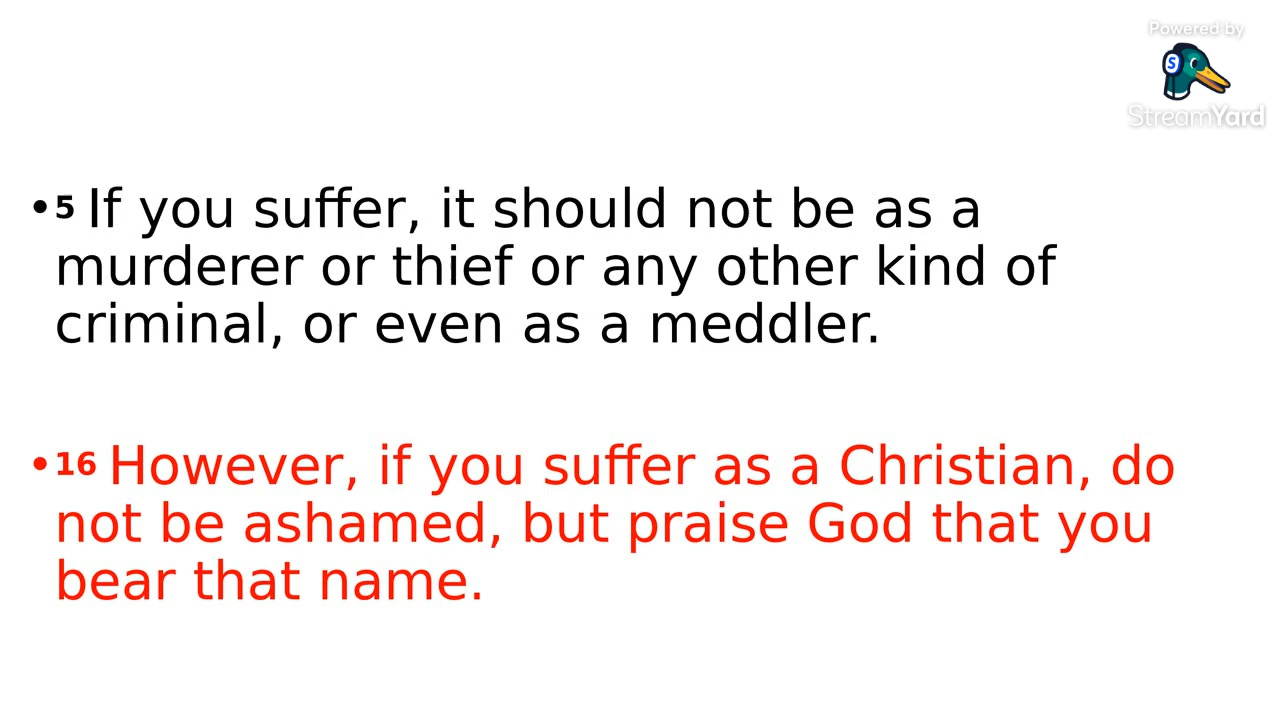 Powered by
StreamYard
•5 If you suffer, it should not be as a
murderer or thief or any other kind of
criminal, or even as a meddler.
•16 However, if you suffer as a Christian, do
not be ashamed, but praise God that you
bear that name.